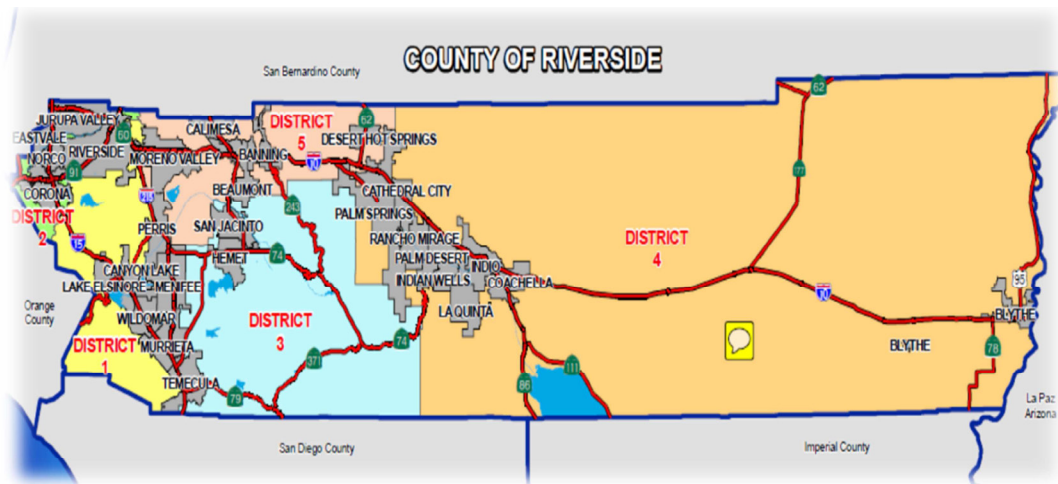 COUNTY OF RIVERSIDE
San Bernardino County
62
JURUPA VALLEY
EASTVALE
60
CALIMESA
DISTRICT
5
62
DESERT HOT SPRINGS
NORCO
RIVERSIDE
MORENO VALLEY
BANNING
10
91
CORONA
215
BEAUMONT
CATHEDRAL CITY
177
243
PALM SPRINGS
DISTRICT
2
15
PERRIS
SAN JACINTO
RANCHO MIRAGE
DISTRICT
4
HEMET
74
PALM DESERT
INDIO
CANYON LAKE
INDIAN WELLS
COACHELLA
LAKE ELSINORE
MENIFEE
10
95
Orange
County
WILDOMAR
DISTRICT
3
LA QUINTA
BLYTHE
DISTRICT
1
MURRIETA
74
BLYTHE
78
371
TEMECULA
86
111
79
La Paz
Arizona
San Diego County
Imperial County